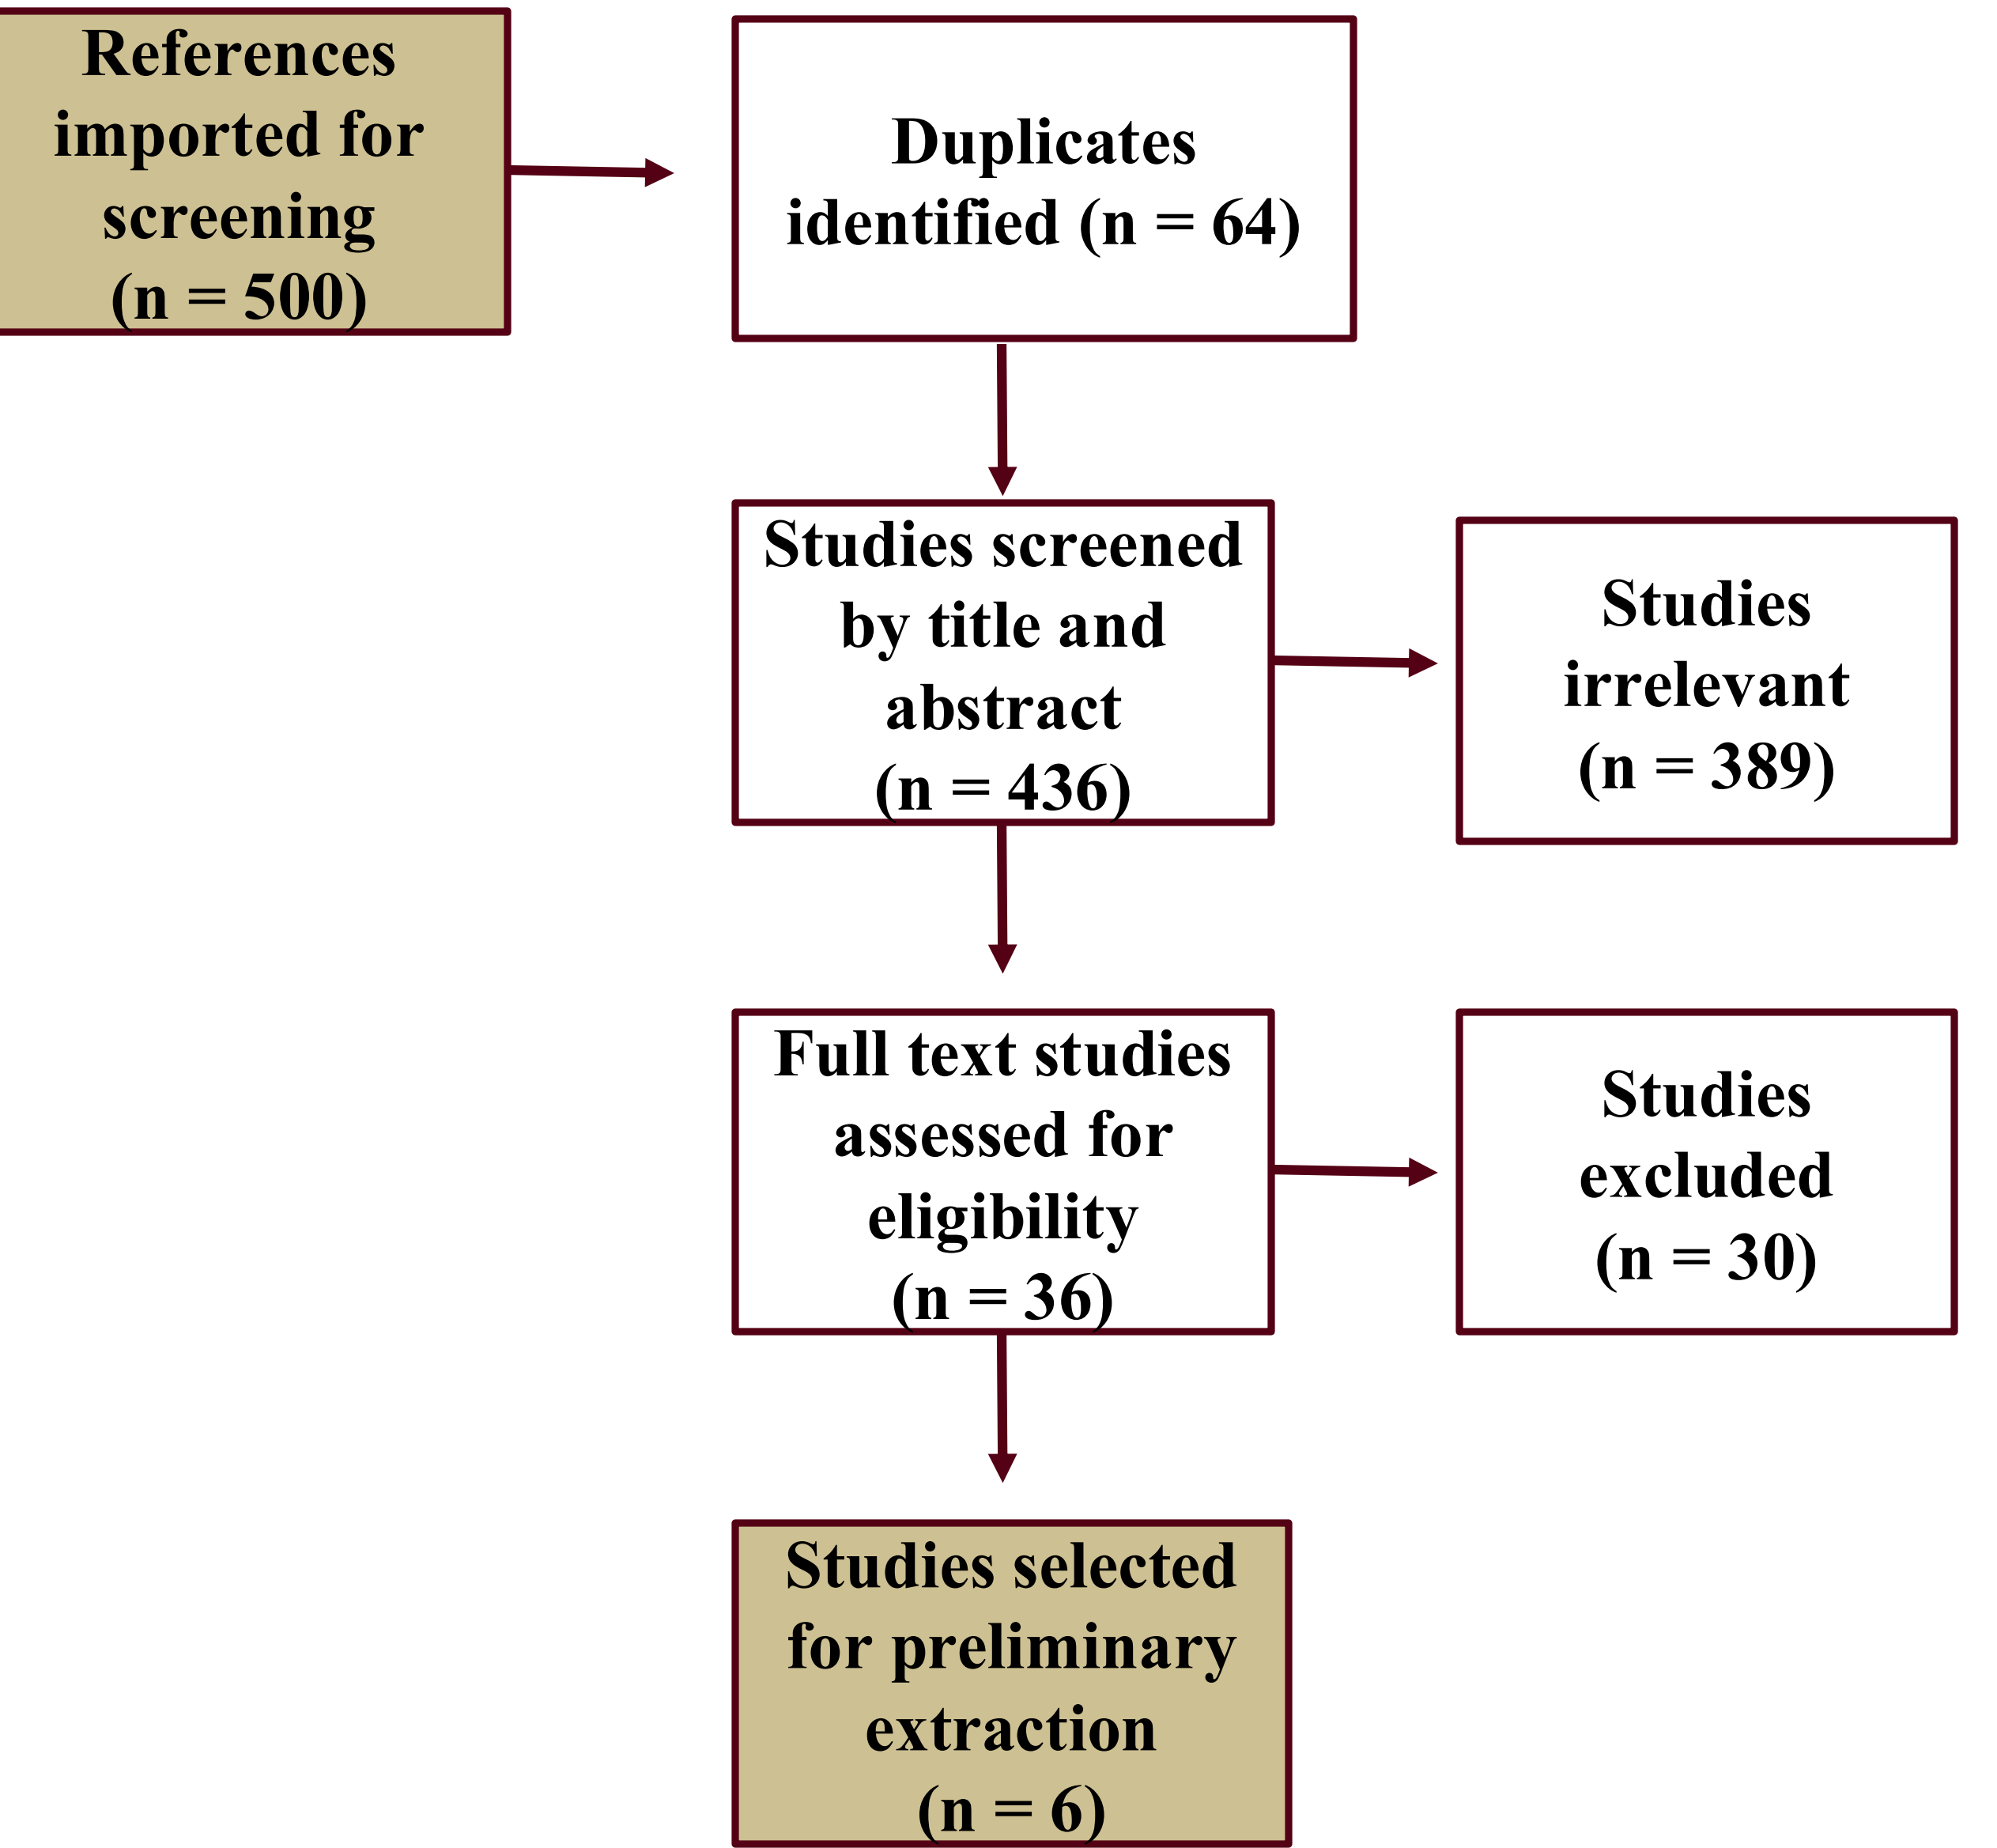 References
imported for
screening
(n = 500)
Duplicates
identified (n = 64)
Studies screened
by title and
abstract
(n = 436)
Studies
irrelevant
(n = 389)
Full text studies
assessed for
eligibility
(n = 36)
Studies
excluded
(n = 30)
Studies selected
for preliminary
extraction
(n = 6)